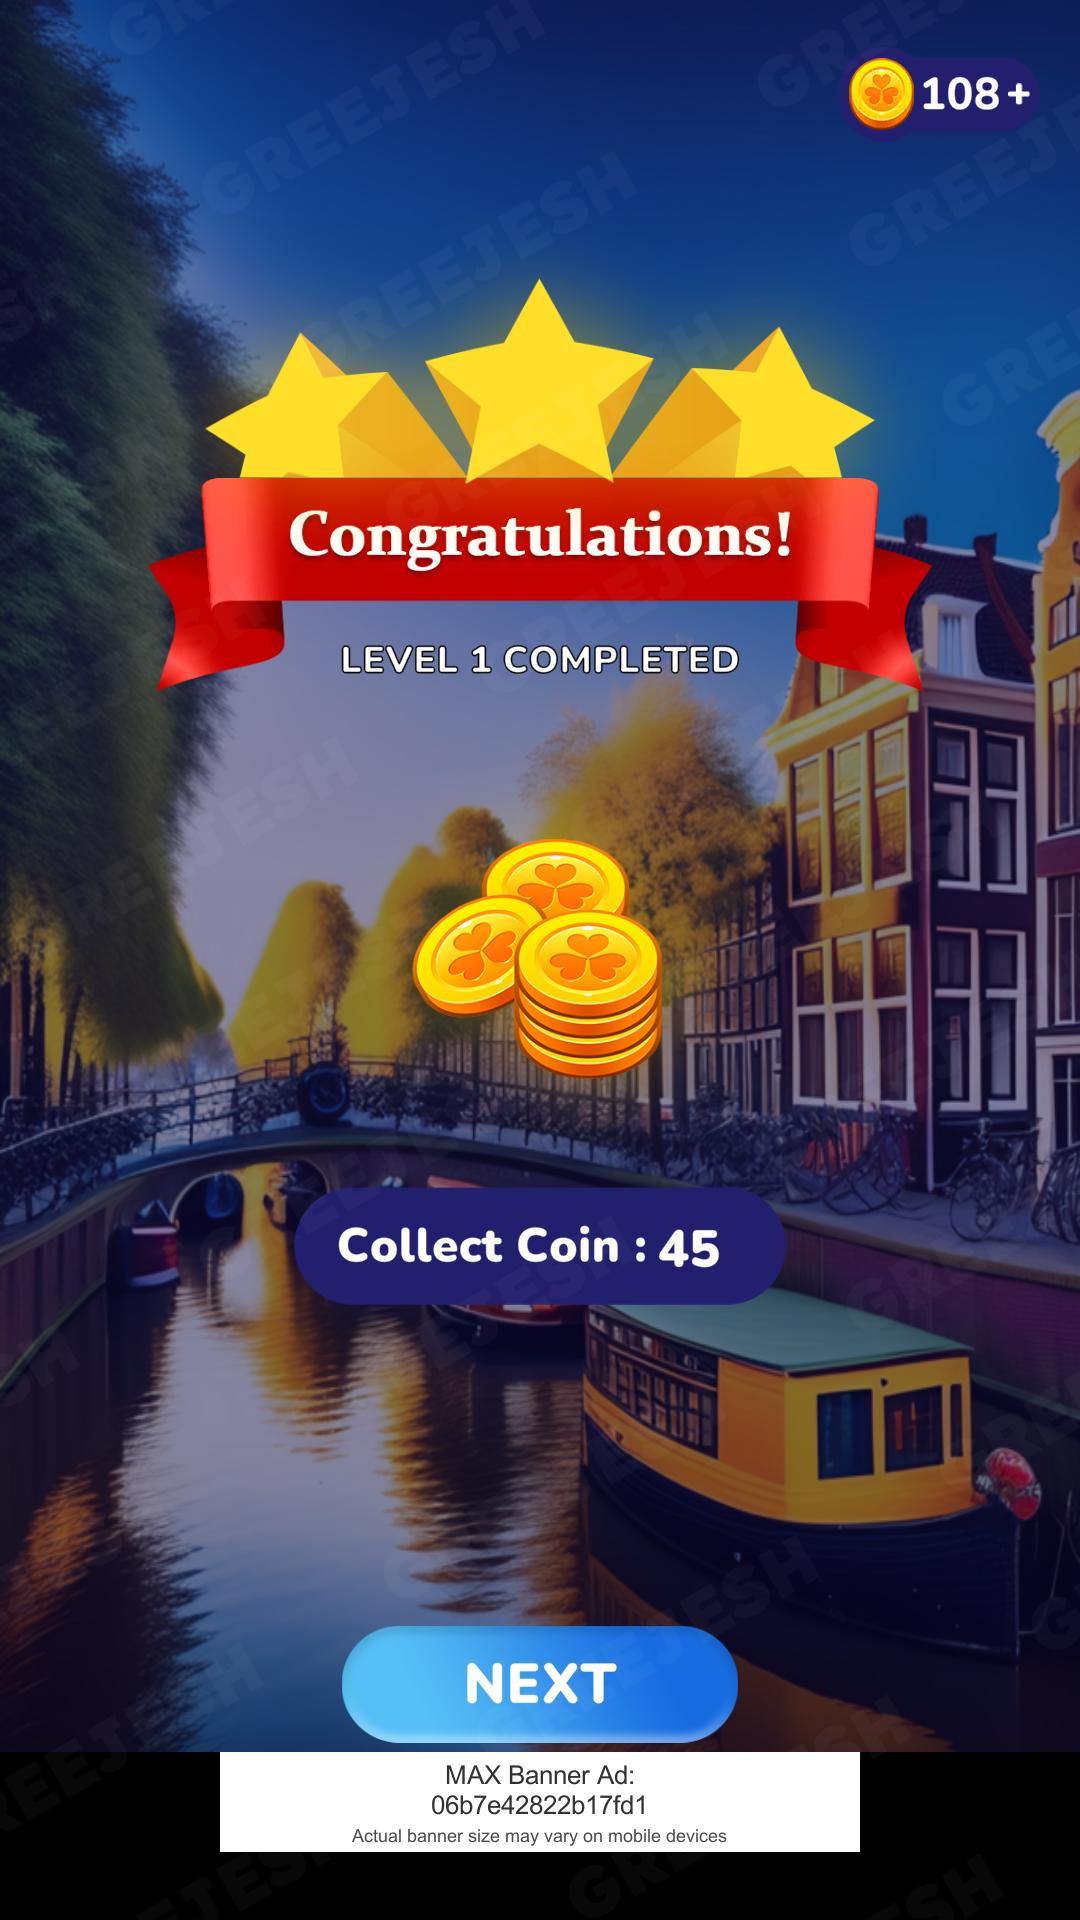 108+
Congratulations!
LEVEL 1 COMPLETED
Collect Coin : 45
NEXT
MAX Banner Ad:
06b7e42822b17fd1
Actual banner size may vary on mobile devices
GREEJESH